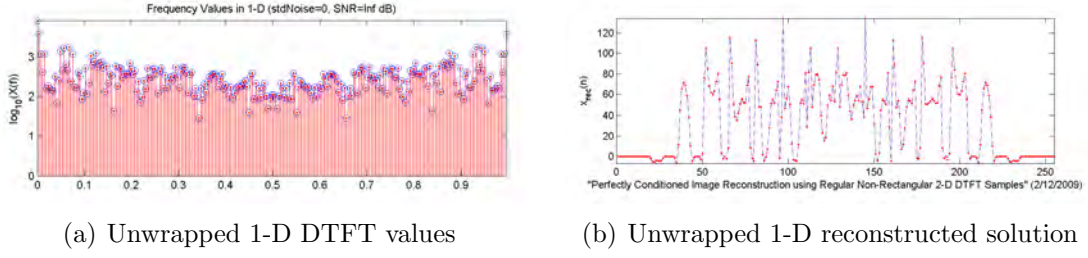 Frequency Values in 1-D (stdNoise=0, SNR=Inf dB)
log10(X(f)
3
2
1
0
0 0.1 0.2 0.3 0.4 0.5 0.6 0.7 0.8 0.9
(a) Unwrapped 1-D DTFT values
xrec(n)
120
100
80
60
40
20
0
0 50 100 150 200 250
"Perfectly Conditioned Image Reconstruction using Regular Non-Rectangular 2-D DTFT Samples" (2/12/2009)
(b) Unwrapped 1-D reconstructed solution